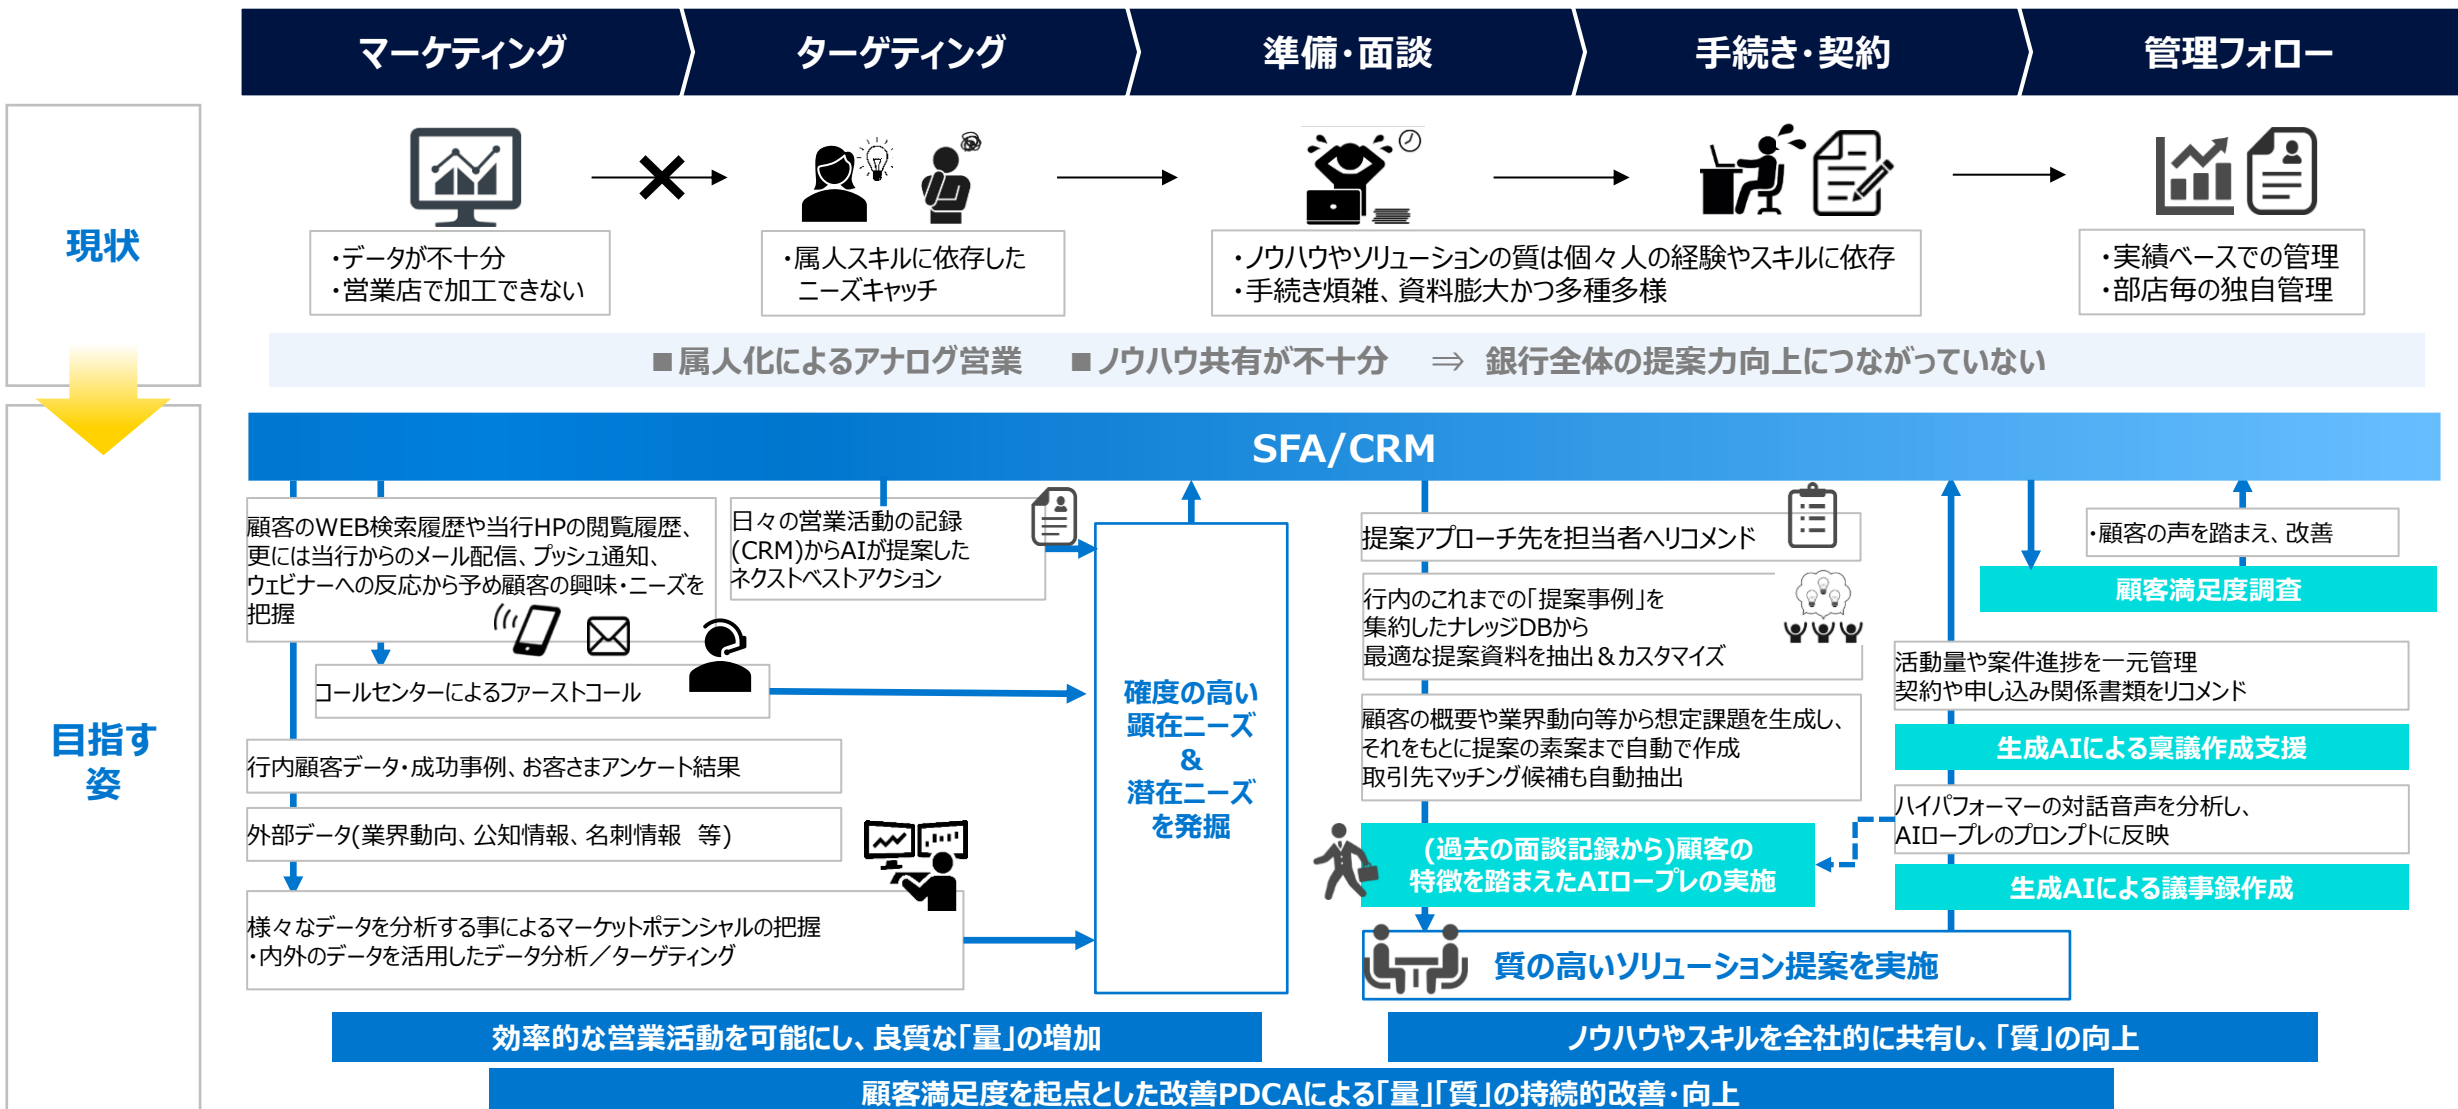 マーケティング
ターゲティング
準備・面談
手続き・契約
管理フォロー
現状
・データが不十分
・営業店で加工できない
・属人スキルに依存した
ニーズキャッチ
・ノウハウやソリューションの質は個々人の経験やスキルに依存
・手続き煩雑、資料膨大かつ多種多様
・実績ベースでの管理
・部店毎の独自管理
■属人化によるアナログ営業　■ノウハウ共有が不十分　⇒ 銀行全体の提案力向上につながっていない
目指す
姿
SFA/CRM
顧客のWEB検索履歴や当行HPの閲覧履歴、
更には当行からのメール配信、プッシュ通知、
ウェビナーへの反応から予め顧客の興味・ニーズを
把握
コールセンターによるファーストコール
行内顧客データ・成功事例、お客さまアンケート結果
外部データ(業界動向、公知情報、名刺情報 等)
様々なデータを分析する事によるマーケットポテンシャルの把握
・内外のデータを活用したデータ分析／ターゲティング
日々の営業活動の記録
(CRM)からAIが提案した
ネクストベストアクション
確度の高い
顕在ニーズ
&
潜在ニーズ
を発掘
提案アプローチ先を担当者へリコメンド
行内のこれまでの「提案事例」を
集約したナレッジDBから
最適な提案資料を抽出＆カスタマイズ
顧客の概要や業界動向等から想定課題を生成し、
それをもとに提案の素案まで自動で作成
取引先マッチング候補も自動抽出
(過去の面談記録から)顧客の
特徴を踏まえたAIロープレの実施
質の高いソリューション提案を実施
・顧客の声を踏まえ、改善
顧客満足度調査
活動量や案件進捗を一元管理
契約や申し込み関係書類をリコメンド
生成AIによる稟議作成支援
ハイパフォーマーの対話音声を分析し、
AIロープレのプロンプトに反映
生成AIによる議事録作成
効率的な営業活動を可能にし、良質な「量」の増加
ノウハウやスキルを全社的に共有し、「質」の向上
顧客満足度を起点とした改善PDCAによる「量」「質」の持続的改善・向上